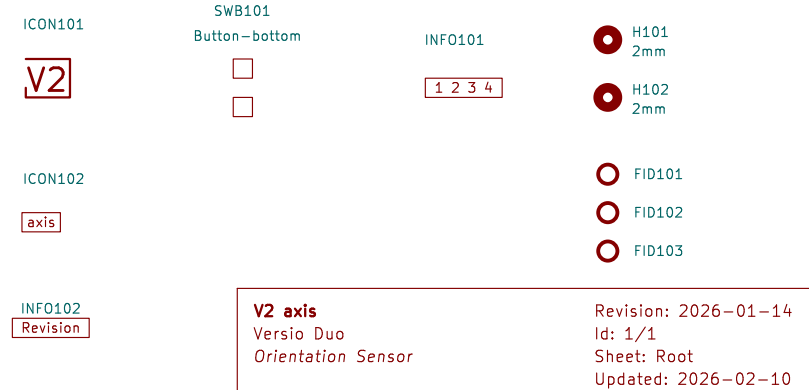 ICON101
V2
SWB101
Button-bottom
INFO101
1 2 3 4
H101
2mm
H102
2mm
ICON102
axis
FID101
FID102
FID103
INFO102
Revision
V2 axis
Versio Duo
Orientation Sensor
Revision: 2026-01-14
Id: 1/1
Sheet: Root
Updated: 2026-02-10